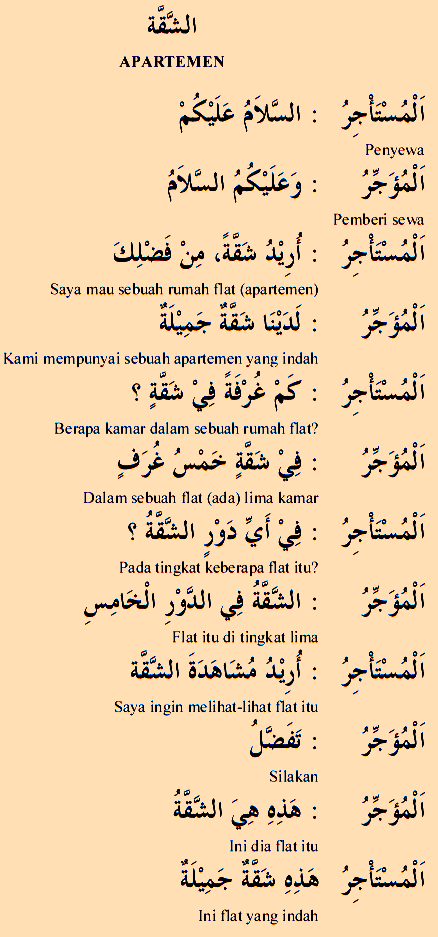 الشَّقَّة
APARTEMEN
اَلْمُسْتَأْجِرُ : السَّلاَمُ عَلَيْكُمْ
Penyewa
اَلْمُؤَجِّرُ : وَعَلَيْكُمُ السَّلاَمُ
Pemberi sewa
اَلْمُسْتَأْجِرُ : أُرِيْدُ شَقَّةً، مِنْ فَضْلِكَ
Saya mau sebuah rumah flat (apartemen)
اَلْمُؤَجِّرُ : لَدَيْنَا شَقَّةٌ جَمِيْلَةٌ
Kami mempunyai sebuah apartemen yang indah
اَلْمُسْتَأْجِرُ : كَمْ غُرْفَةً فِيْ شَقَّةٍ ؟
Berapa kamar dalam sebuah rumah flat?
اَلْمُؤَجِّرُ : فِيْ شَقَّةٍ خَمْسُ غُرَفٍ
Dalam sebuah flat (ada) lima kamar
اَلْمُسْتَأْجِرُ : فِيْ أَيِّ دَوْرٍ الشَّقَّةُ ؟
Pada tingkat keberapa flat itu?
اَلْمُؤَجِّرُ : الشَّقَّةُ فِي الدَّوْرِ الْخَامِسِ
Flat itu di tingkat lima
اَلْمُسْتَأْجِرُ : أُرِيْدُ مُشَاهَدَةَ الشَّقَّة
Saya ingin melihat-lihat flat itu
اَلْمُؤَجِّرُ : تَفَضَّلُ
Silakan
اَلْمُؤَجِّرُ : هَذِهِ هِيَ الشَّقَّةُ
Ini dia flat itu
اَلْمُسْتَأْجِرُ هَذِهِ شَقَّةٌ جَمِيْلَةٌ
Ini flat yang indah